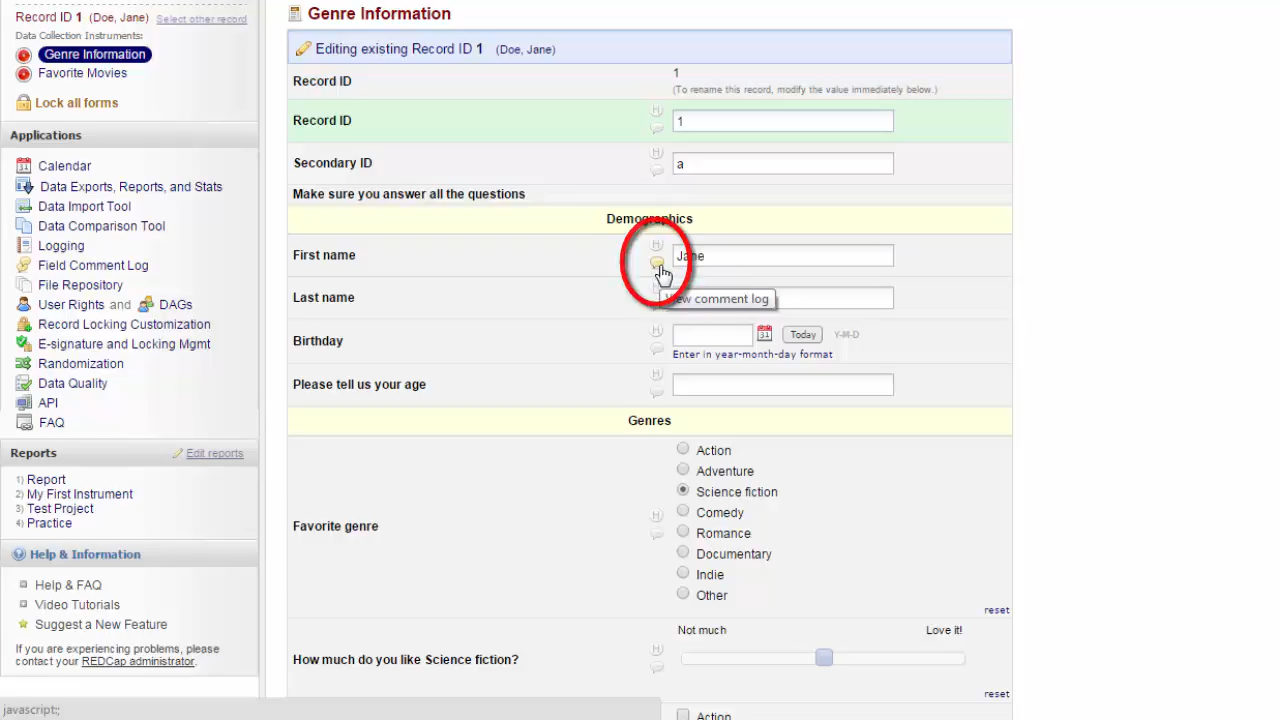 Record ID 1 (Doe, Jane) Select other record
Data Collection Instruments:
Genre Information
Favorite Movies
Lock all forms
Applications
Calendar
Data Exports, Reports, and Stats
Data Import Tool
Data Comparison Tool
Logging
Field Comment Log
File Repository
User Rights and DAGs
Record Locking Customization
E-signature and Locking Mgmt
Randomization
Data Quality
API
FAQ
Reports Edit reports
1) Report
2) My First Instrument
3) Test Project
4) Practice
Help & Information
Help & FAQ
Video Tutorials
Suggest a New Feature
If you are experiencing problems, please
contact your REDCap administrator.
javascript:;
Genre Information
Editing existing Record ID 1 (Doe, Jane)
Record ID 1
(To rename this record, modify the value immediately below.)
Record ID H 1
Secondary ID H a
Make sure you answer all the questions
Demographics
First name H Jane
Last name
View comment log
Birthday H 31 Today Y-M-D
Enter in year-month-day format
Please tell us your age H
Genres
Action
Adventure
Science fiction
Comedy
Favorite genre H
Romance
Documentary
Indie
Other
reset
Not much Love it!
How much do you like Science fiction? H
reset
Action